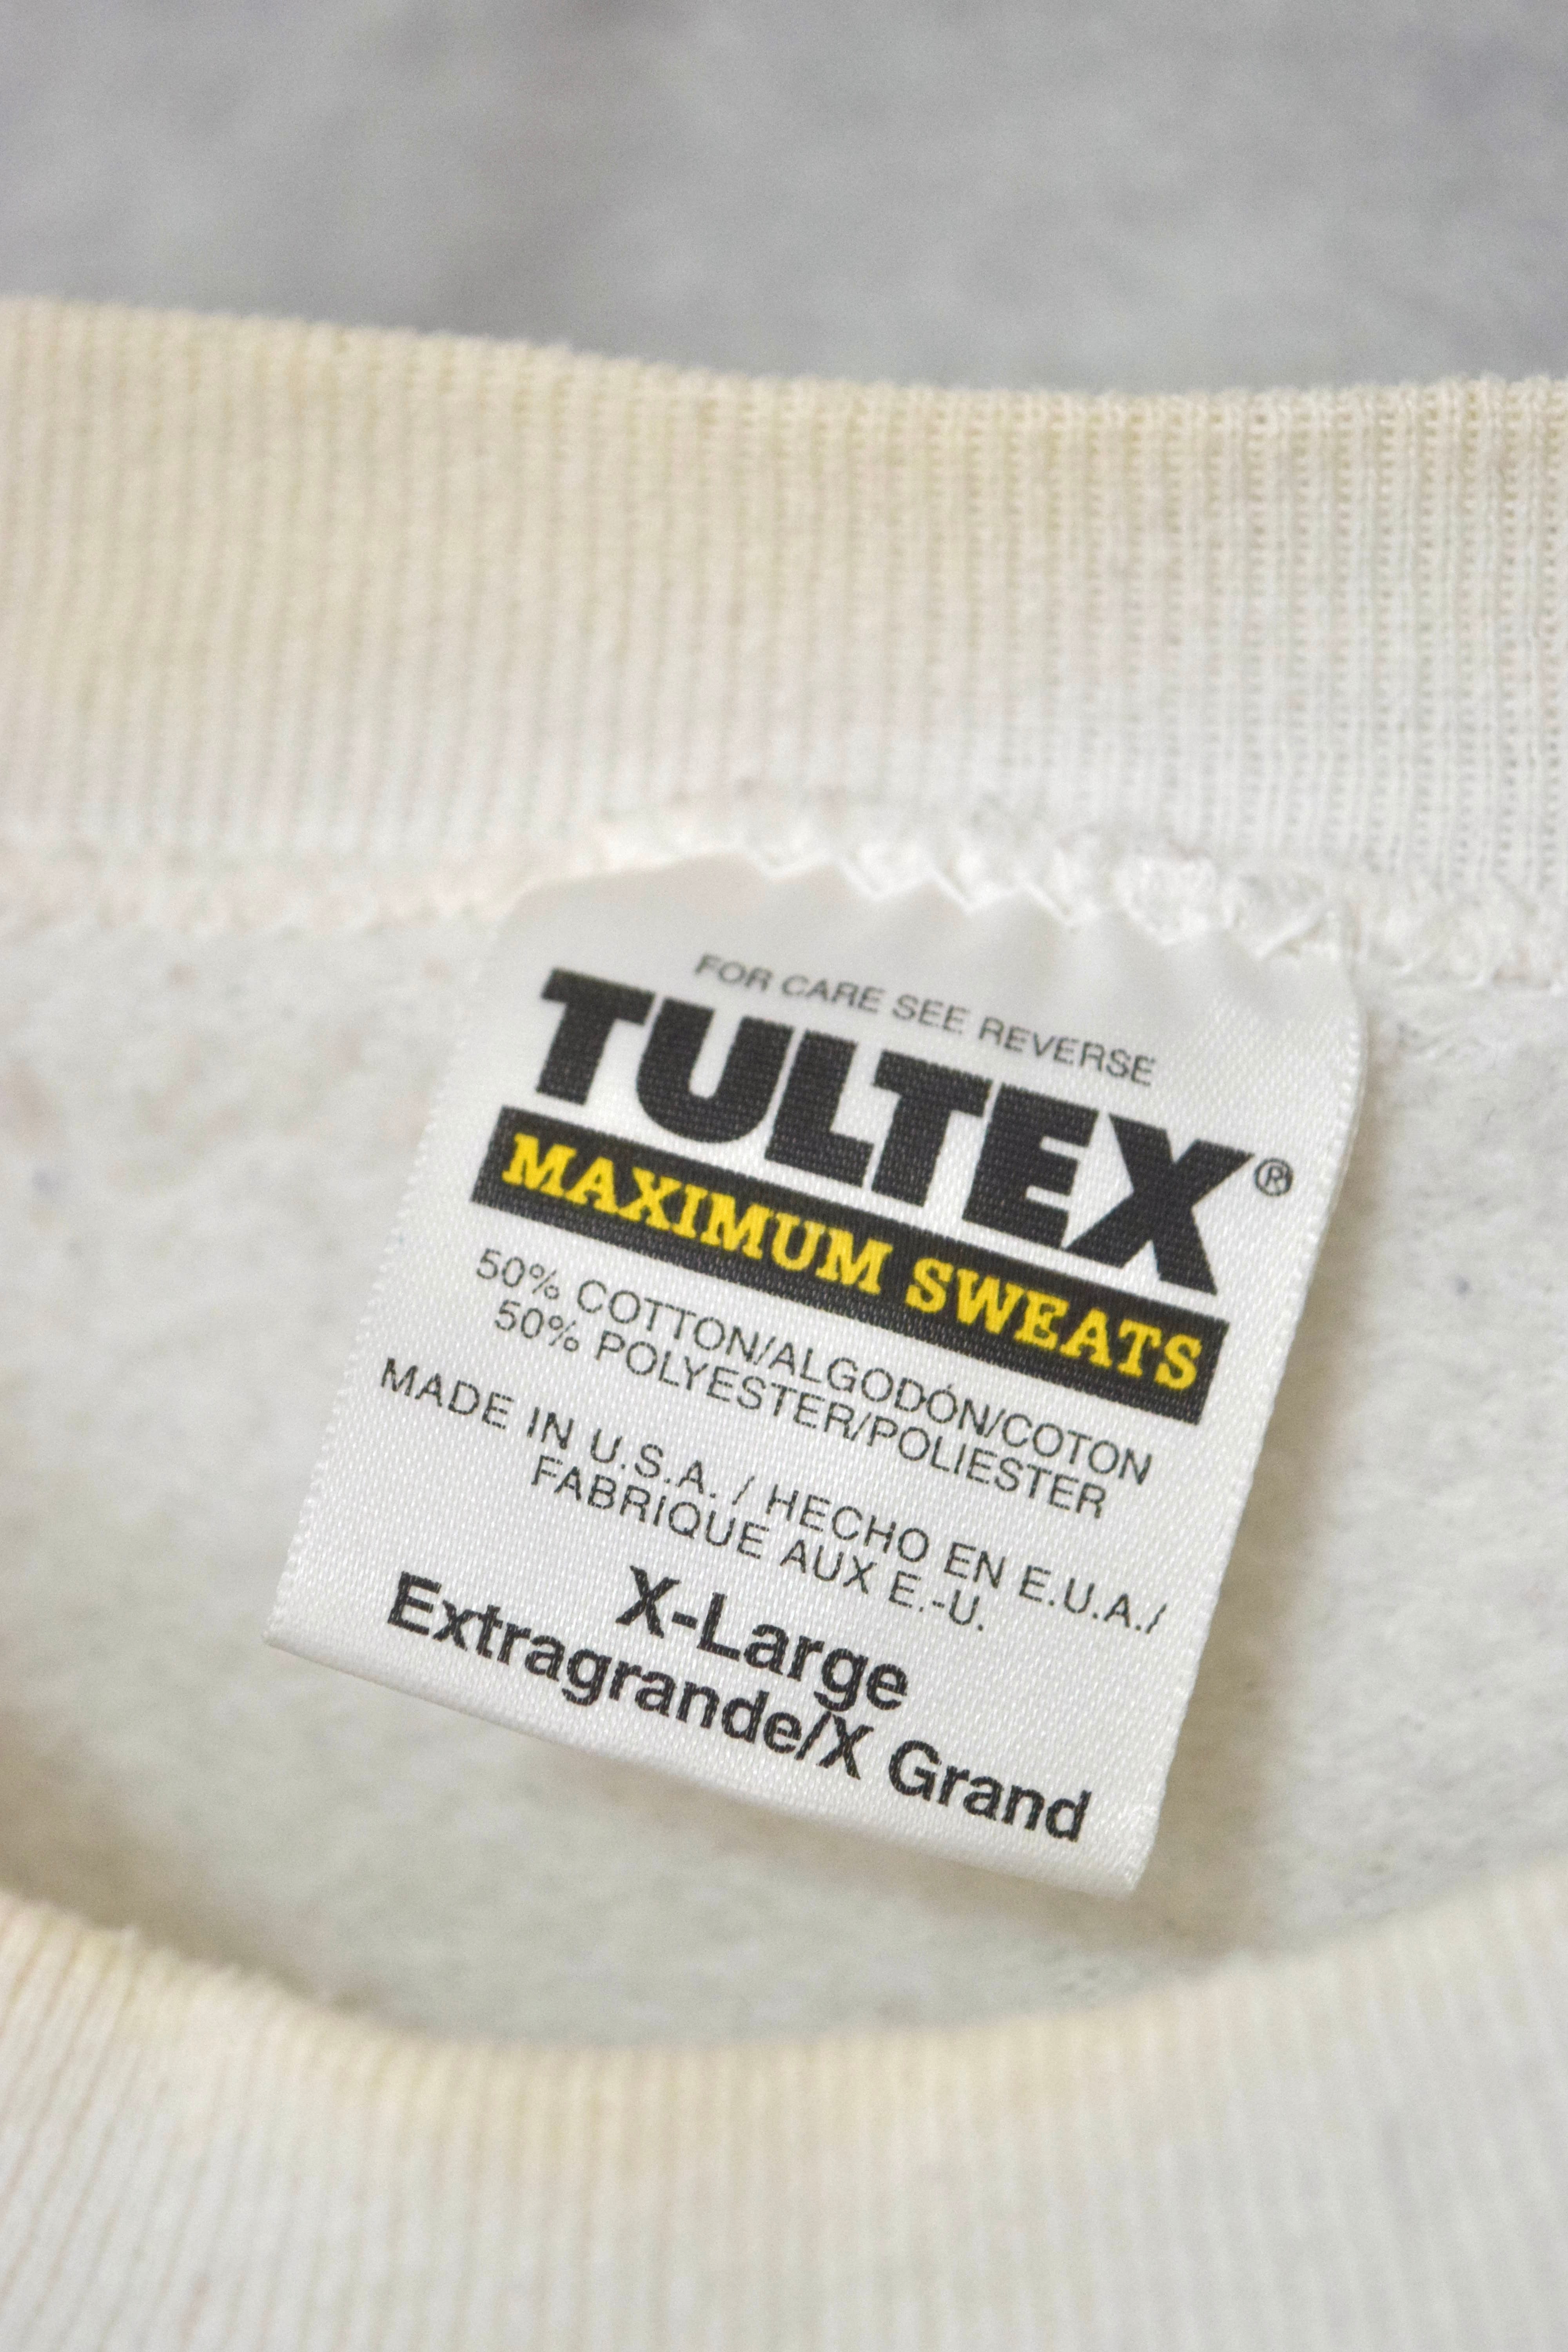 FOR CARE SEE REVERSE
TULTEX®
MAXIMUM SWEATS
50% COTTON/ALGODÓN/COTON
50% POLYESTER/POLIESTER
MADE IN U.S.A. / HECHO EN E.U.A./
FABRIQUE AUX E.-U.
X-Large
Extragrande/X Grand